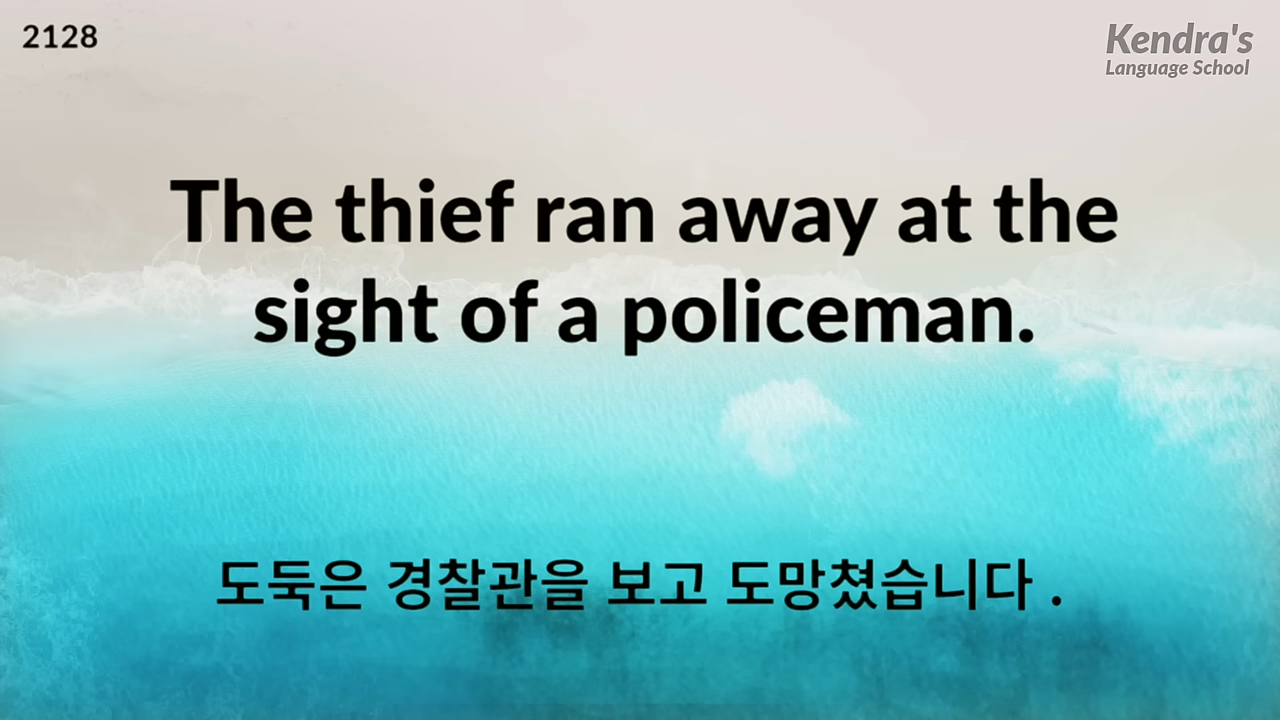 2128
Kendra's
Language School
The thief ran away at the
sight of a policeman.
도둑은 경찰관을 보고 도망쳤습니다 .